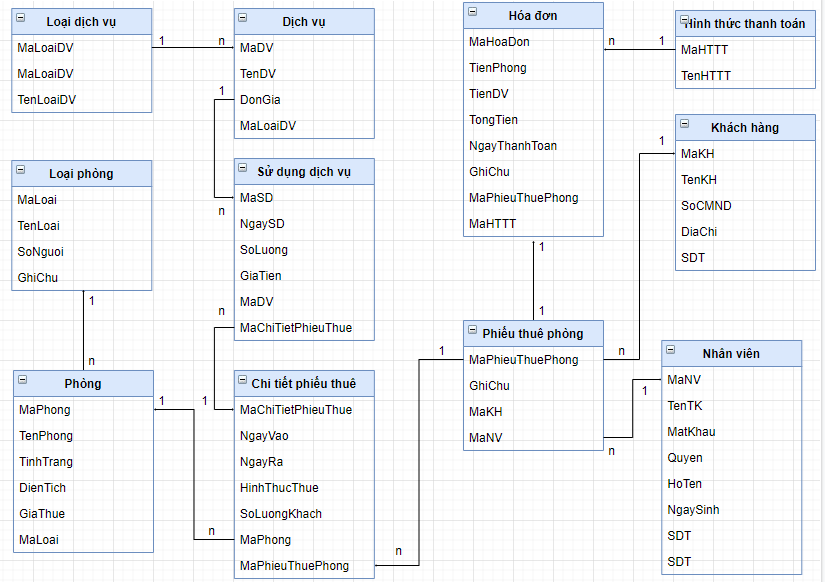 Loại dịch vụ
MaLoaiDV
MaLoaiDV
TenLoaiDV
1
n
Dịch vụ
MaDV
TenDV
DonGia
MaLoaiDV
1
n
Hóa đơn
MaHoaDon
TienPhong
TienDV
TongTien
NgayThanhToan
GhiChu
MaPhieuThuePhong
MaHTTT
n
1
Hình thức thanh toán
MaHTTT
TenHTTT
Khách hàng
MaKH
TenKH
SoCMND
DiaChi
SDT
1
n
Loại phòng
MaLoai
TenLoai
SoNguoi
GhiChu
1
n
Sử dụng dịch vụ
MaSD
NgaySD
SoLuong
GiaTien
MaDV
MaChiTietPhieuThue
n
1
1
1
Phòng
MaPhong
TenPhong
TinhTrang
DienTich
GiaThue
MaLoai
1
n
Chi tiết phiếu thuê
MaChiTietPhieuThue
NgayVao
NgayRa
HinhThucThue
SoLuongKhach
MaPhong
MaPhieuThuePhong
n
1
Phiếu thuê phòng
MaPhieuThuePhong
GhiChu
MaKH
MaNV
n
1
Nhân viên
MaNV
TenTK
MatKhau
Quyen
HoTen
NgaySinh
SDT
SDT